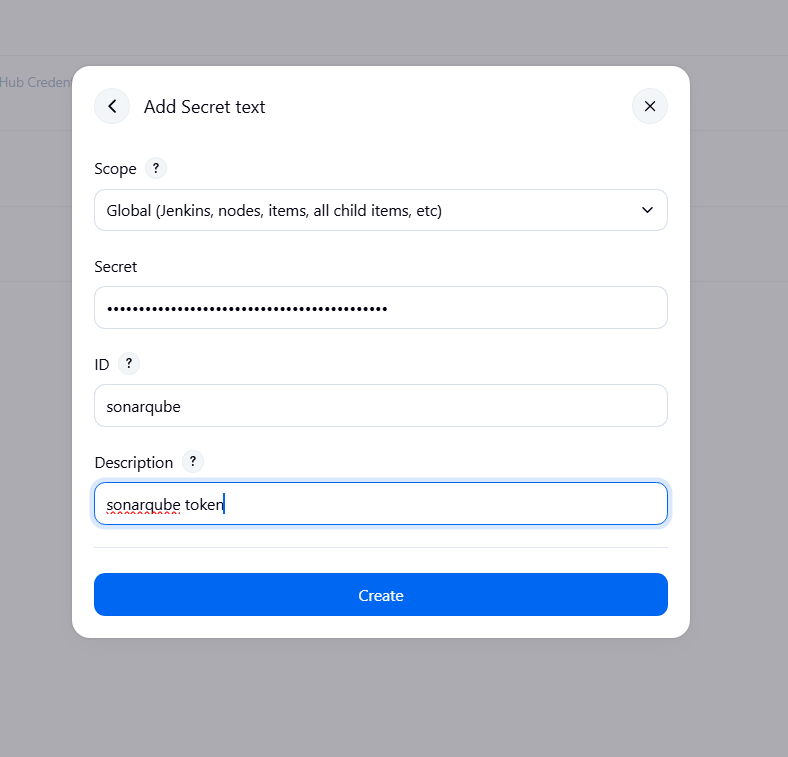 Hub Creden
Add Secret text
Scope ?
Global (Jenkins, nodes, items, all child items, etc)
Secret
••••••••••••••••••••••••••••••••••••••••••••
ID ?
sonarqube
Description ?
sonarqube token
Create